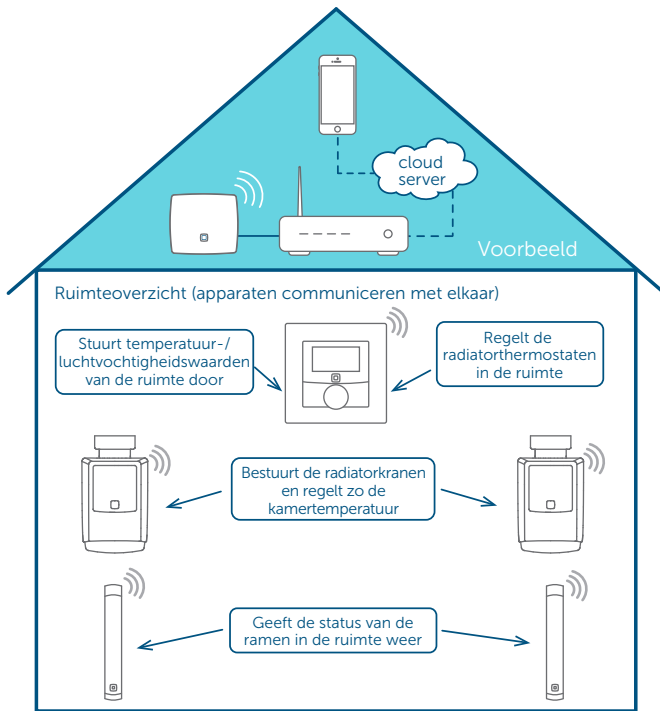 cloud
server
Voorbeeld
Ruimteoverzicht (apparaten communiceren met elkaar)
Stuurt temperatuur-/
luchtvochtigheidswaarden
van de ruimte door
Regelt de
radiatorthermostaten
in de ruimte
Bestuurt de radiatorkranen
en regelt zo de
kamertemperatuur
Geeft de status van de
ramen in de ruimte weer